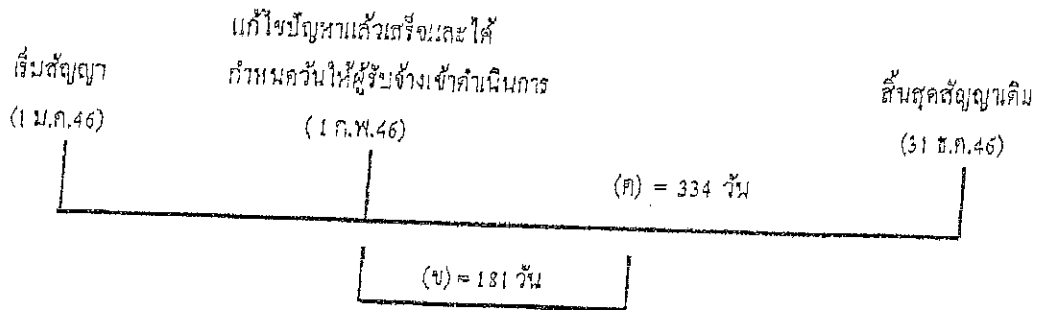 แก้ไขปัญหาแล้วเสร็จและได้
เริ่มสัญญา
กำหนดวันให้ผู้รับจ้างเข้าดำเนินการ
สิ้นสุดสัญญาเดิม
(1 ม.ค.46)
(1 ก.พ.46)
(31 ธ.ค.46)
(ค) = 334 วัน
(ข) = 181 วัน